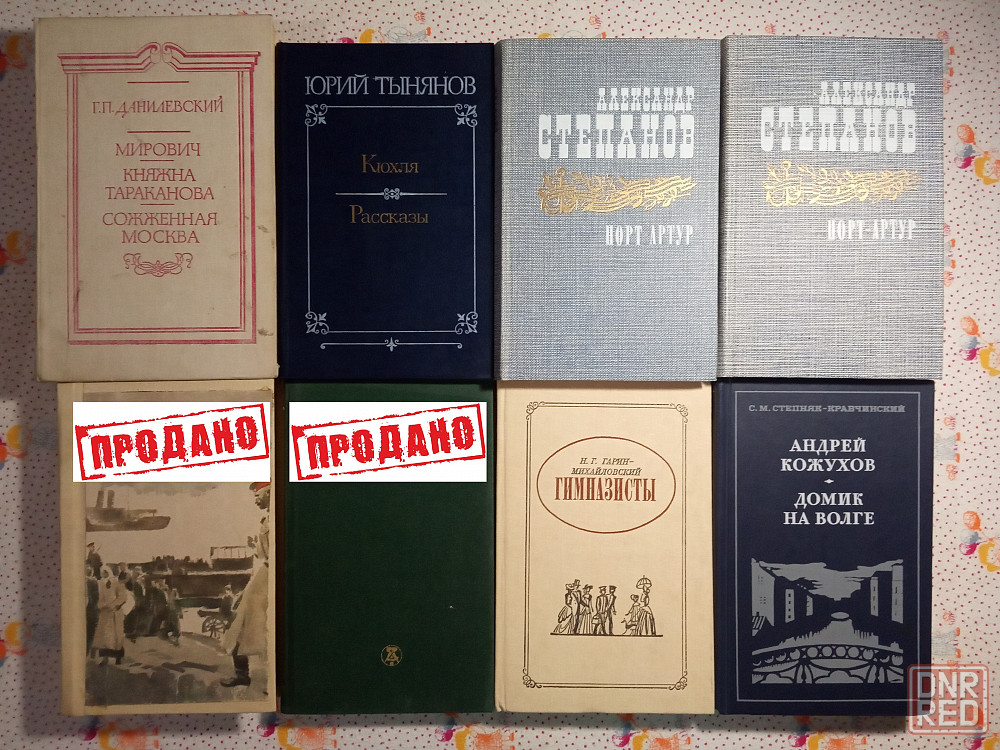 Г.П. ДАНИЛЕВСКИЙ
МИРОВИЧ
КНЯЖНА
ТАРАКАНОВА
СОЖЖЕННАЯ
МОСКВА
ЮРИЙ ТЫНЯНОВ
Кюхля
Рассказы
АЛЕКСАНДР
СТЕПАНОВ
ПОРТ-АРТУР
АЛЕКСАНДР
СТЕПАНОВ
ПОРТ-АРТУР
ПРОДАНО
ПРОДАНО
Н. Г. ГАРИН-
МИХАЙЛОВСКИЙ
ГИМНАЗИСТЫ
С. М. СТЕПНЯК-КРАВЧИНСКИЙ
АНДРЕЙ
КОЖУХОВ
ДОМИК
НА ВОЛГЕ
DNR
RED